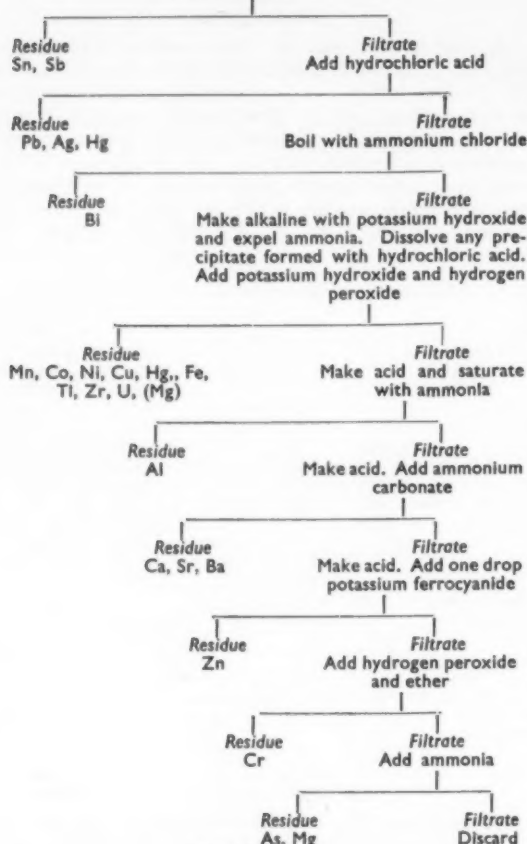 Residue
Sn, Sb
Filtrate
Add hydrochloric acid
Residue
Pb, Ag, Hg
Filtrate
Boil with ammonium chloride
Residue
Bi
Filtrate
Make alkaline with potassium hydroxide
and expel ammonia. Dissolve any pre-
cipitate formed with hydrochloric acid.
Add potassium hydroxide and hydrogen
peroxide
Residue
Mn, Co, Ni, Cu, Hg,, Fe,
Tl, Zr, U, (Mg)
Filtrate
Make acid and saturate
with ammonia
Residue
Al
Filtrate
Make acid. Add ammonium
carbonate
Residue
Ca, Sr, Ba
Filtrate
Make acid. Add one drop
potassium ferrocyanide
Residue
Zn
Filtrate
Add hydrogen peroxide
and ether
Residue
Cr
Filtrate
Add ammonia
Residue
As, Mg
Filtrate
Discard